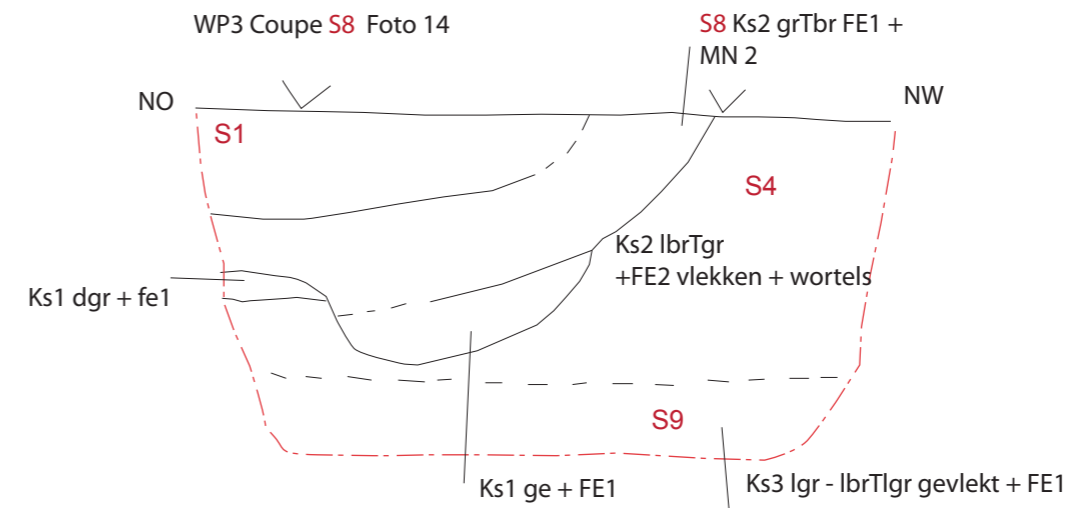 WP3 Coupe S8 Foto 14
S8 Ks2 grTbr FE1 +
MN 2
NO
NW
S1
S4
Ks2 lbrTgr
+FE2 vlekken + wortels
Ks1 dgr + fe1
S9
Ks1 ge + FE1
Ks3 lgr - lbrTlgr gevlekt + FE1